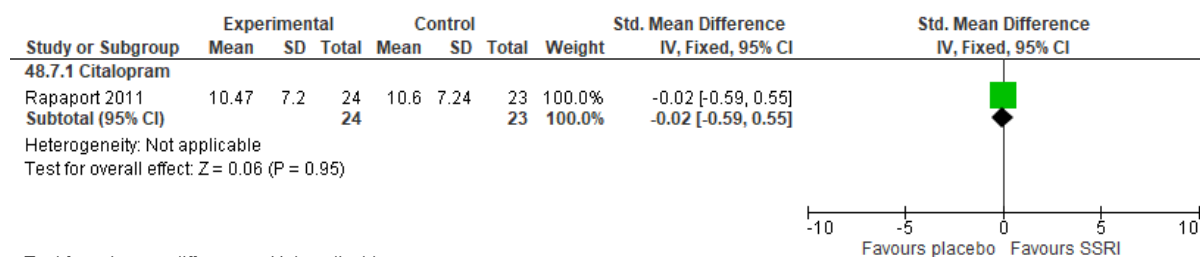 Experimental Control Std. Mean Difference Std. Mean Difference
Study or Subgroup Mean SD Total Mean SD Total Weight IV, Fixed, 95% CI IV, Fixed, 95% CI
48.7.1 Citalopram
Rapaport 2011 10.47 7.2 24 10.6 7.24 23 100.0% -0.02 [-0.59, 0.55]
Subtotal (95% CI) 24 23 100.0% -0.02 [-0.59, 0.55]
Heterogeneity: Not applicable
Test for overall effect: Z = 0.06 (P = 0.95)
-10 -5 0 5 10
Favours placebo Favours SSRI